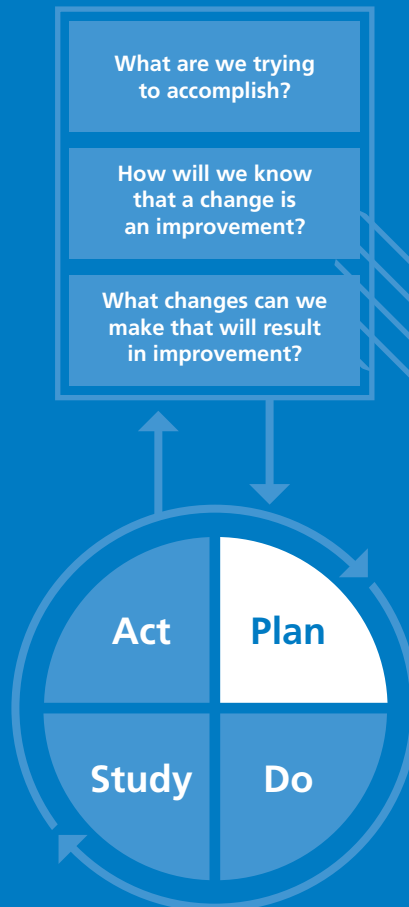 What are we trying
to accomplish?
How will we know
that a change is
an improvement?
What changes can we
make that will result
in improvement?
Act
Plan
Study
Do